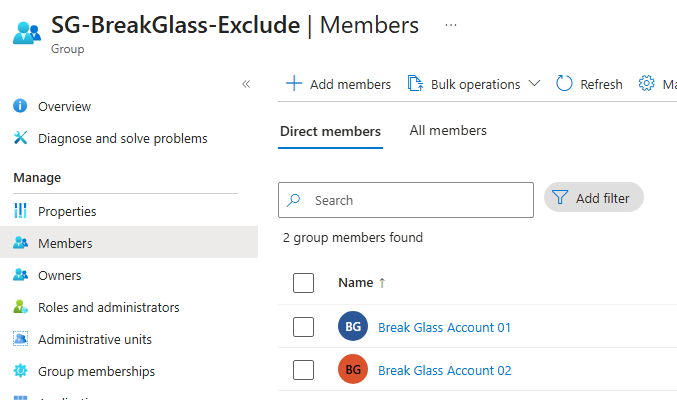 SG-BreakGlass-Exclude | Members ...
Group
«
Overview
Diagnose and solve problems
Manage
Properties
Members
Owners
Roles and administrators
Administrative units
Group memberships
+ Add members Bulk operations Refresh
Direct members All members
Search Add filter
2 group members found
Name ↑
BG Break Glass Account 01
BG Break Glass Account 02